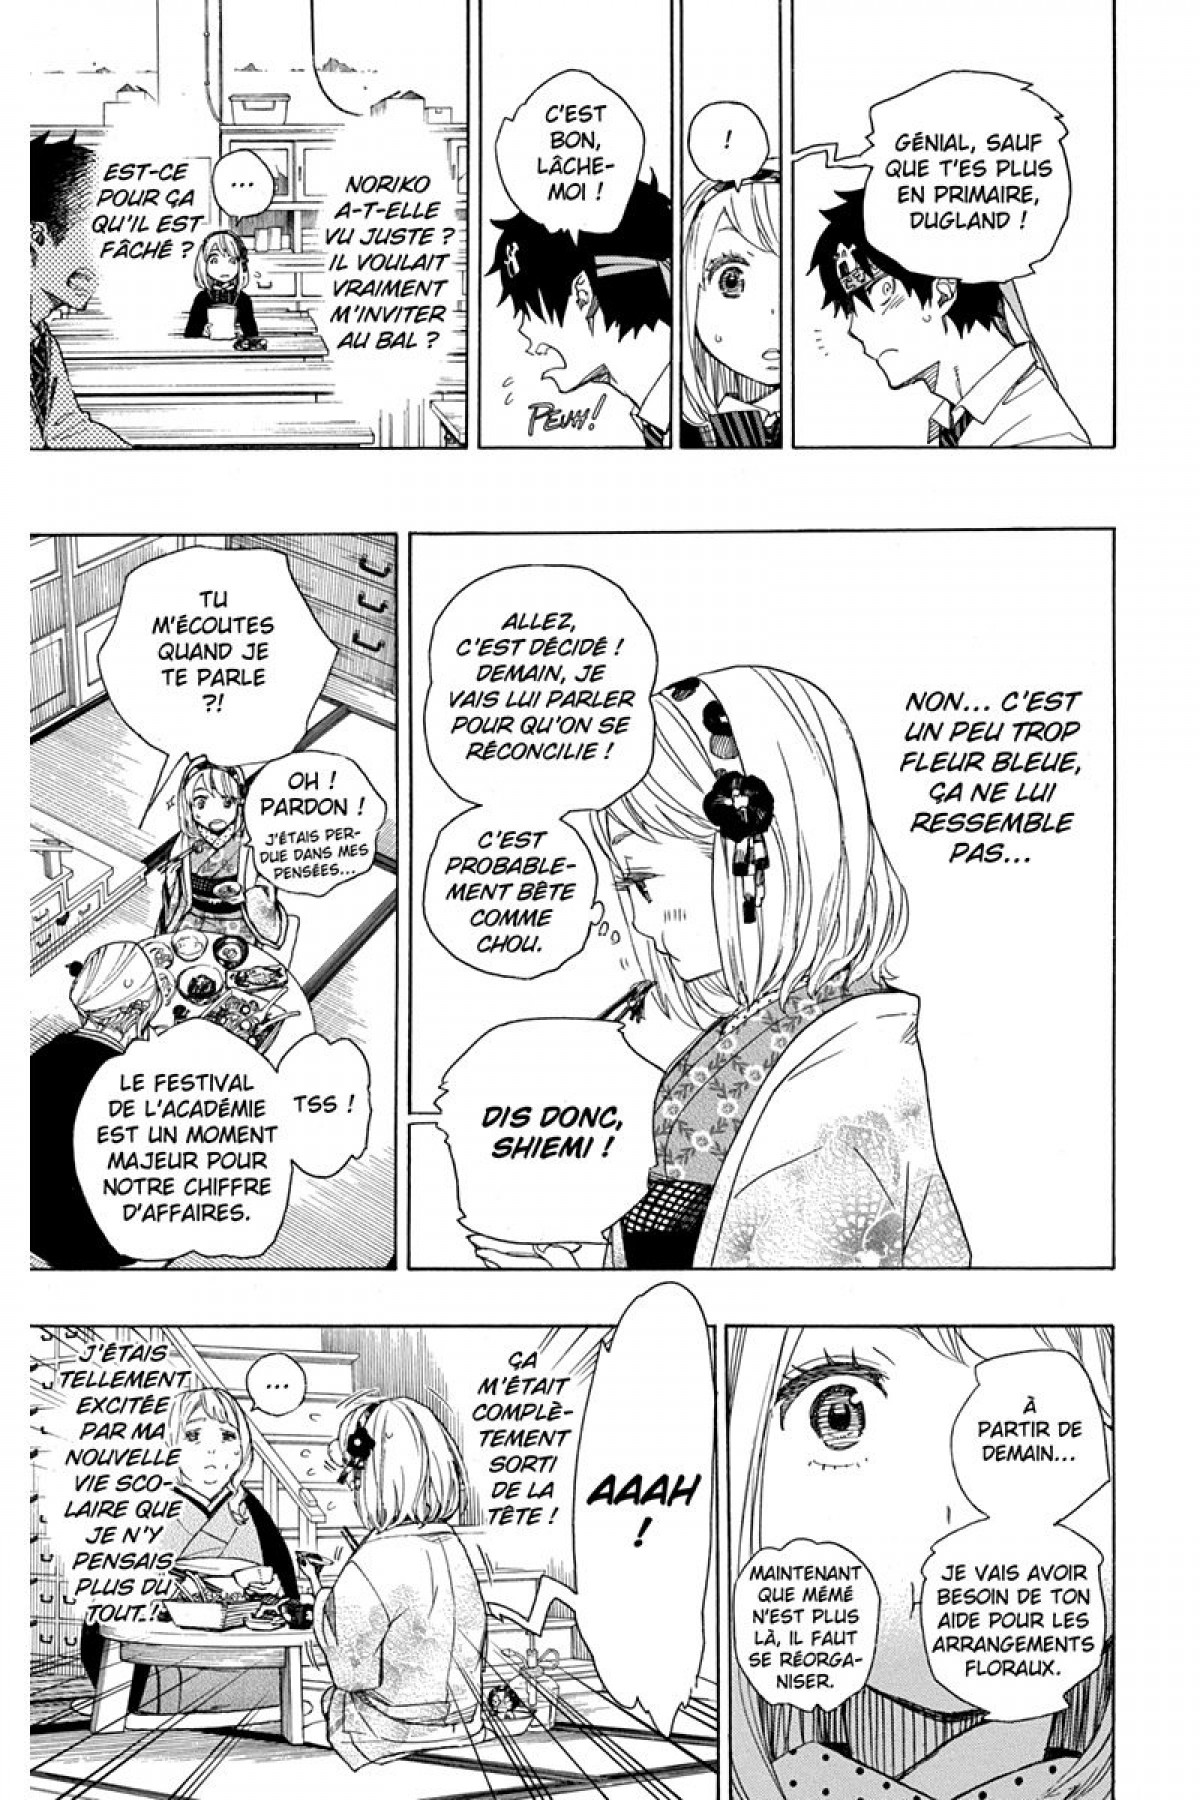 GÉNIAL, SAUF
QUE T'ES PLUS
EN PRIMAIRE,
DUGLAND !
!
C'EST
BON,
LÂCHE-
MOI !
PEUH!
NORIKO
A-T-ELLE
VU JUSTE ?
IL VOULAIT
VRAIMENT
M'INVITER
AU BAL ?
...
EST-CE
POUR ÇA
QU'IL EST
FÂCHÉ ?
NON... C'EST
UN PEU TROP
FLEUR BLEUE,
ÇA NE LUI
RESSEMBLE
PAS...
ALLEZ,
C'EST DÉCIDÉ !
DEMAIN, JE
VAIS LUI PARLER
POUR QU'ON SE
RÉCONCILIE !
C'EST
PROBABLE-
MENT BÊTE
COMME
CHOU.
DIS DONC,
SHIEMI !
TU
M'ÉCOUTES
QUAND JE
TE PARLE
?!
OH !
PARDON !
J'ÉTAIS PER-
DUE DANS MES
PENSÉES...
TSS !
LE FESTIVAL
DE L'ACADÉMIE
EST UN MOMENT
MAJEUR POUR
NOTRE CHIFFRE
D'AFFAIRES.
À
PARTIR DE
DEMAIN...
JE VAIS AVOIR
BESOIN DE TON
AIDE POUR LES
ARRANGEMENTS
FLORAUX.
MAINTENANT
QUE MÉMÉ
N'EST PLUS
LÀ, IL FAUT
SE RÉORGA-
NISER.
AAAH
!
ÇA
M'ÉTAIT
COMPLÈ-
TEMENT
SORTI
DE LA
TÊTE !
...
J'ÉTAIS
TELLEMENT
EXCITÉE
PAR MA
NOUVELLE
VIE SCO-
LAIRE QUE
JE N'Y
PENSAIS
PLUS DU
TOUT !